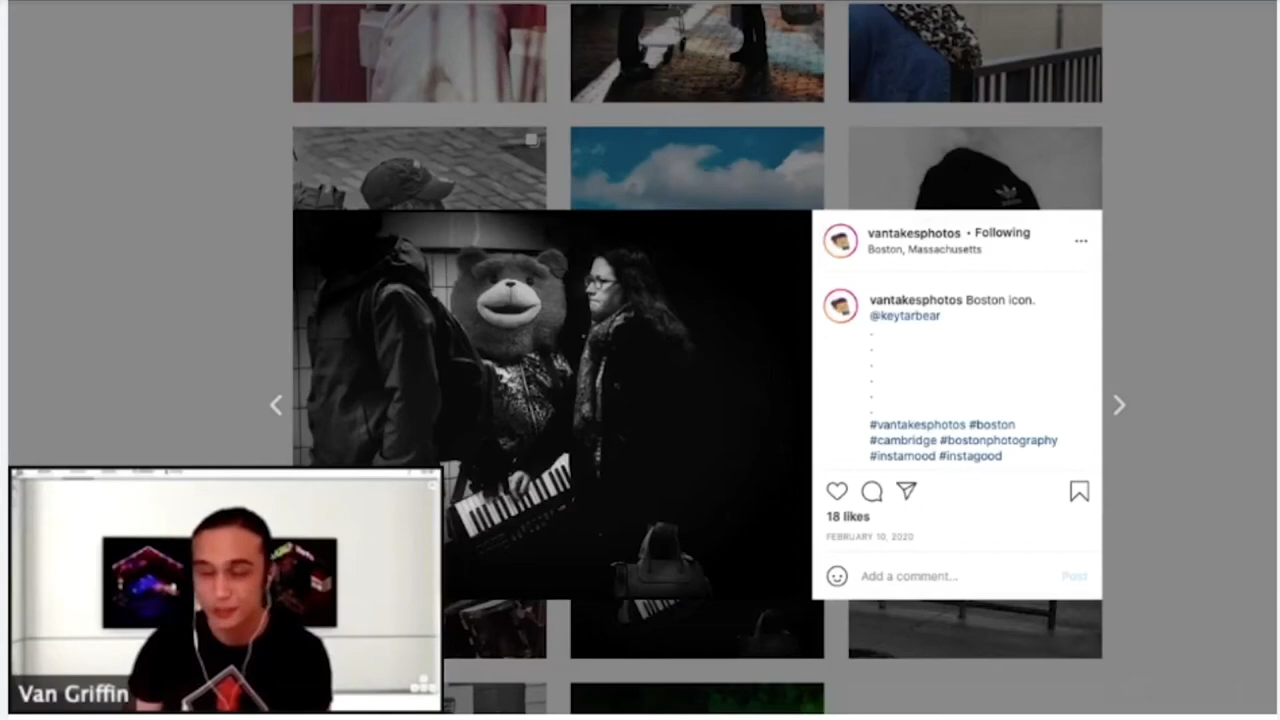 vantakesphotos • Following
Boston, Massachusetts
...
vantakesphotos Boston icon.
@keytarbear
.
.
.
.
.
.
#vantakesphotos #boston
#cambridge #bostonphotography
#instamood #instagood
18 likes
FEBRUARY 10, 2020
Add a comment...
Post
Van Griffin